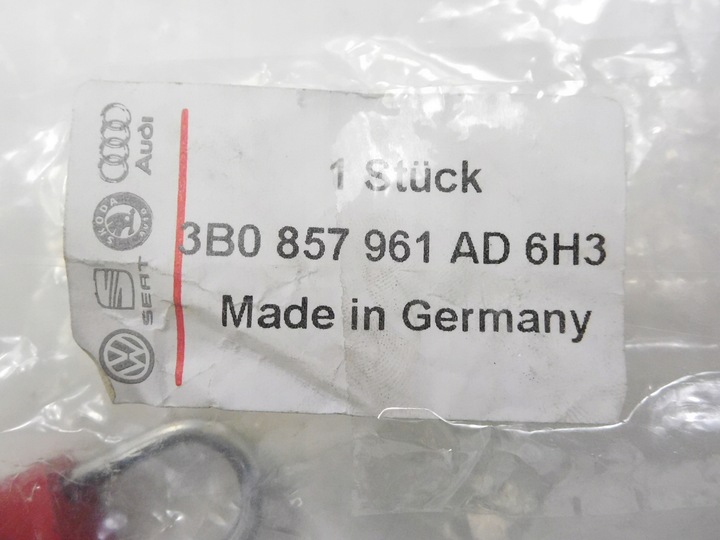 1 Stück
3B0 857 961 AD 6H3
Made in Germany
Audi
SKODA
SEAT